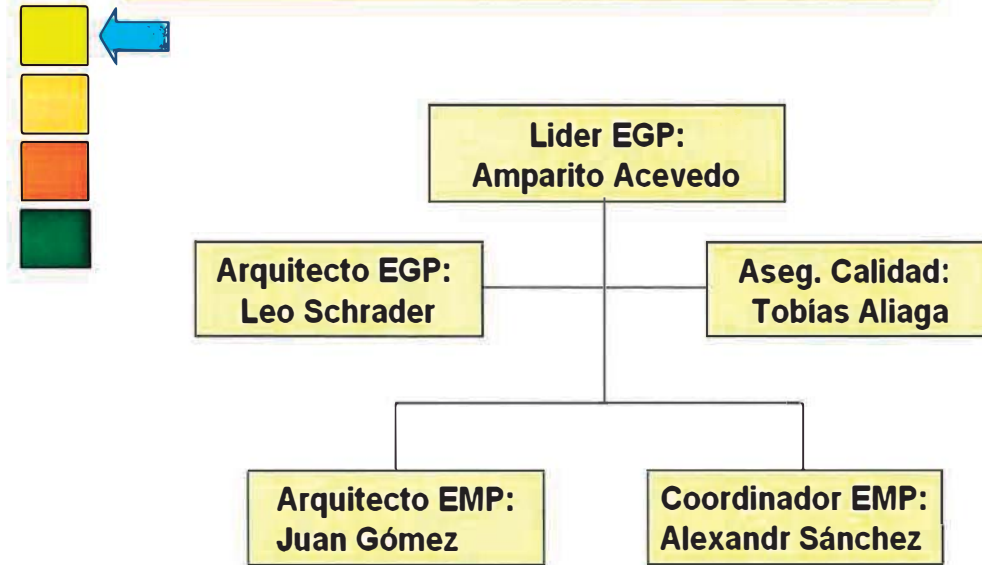 Lider EGP:
Amparito Acevedo
Arquitecto EGP:
Leo Schrader
Aseg. Calidad:
Tobías Aliaga
Arquitecto EMP:
Juan Gómez
Coordinador EMP:
Alexandr Sánchez